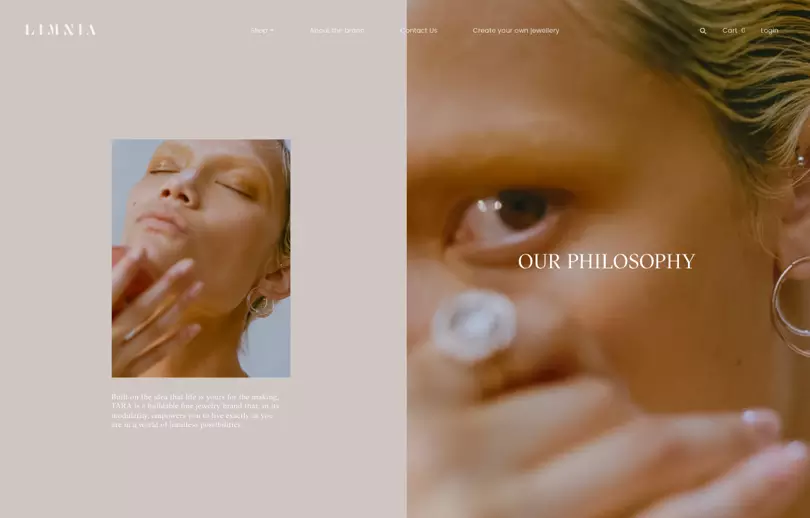 LIMNIA
Shop
About the brand
Contact Us
Create your own jewellery
Cart 0
Login
OUR PHILOSOPHY
Built on the idea that life is yours for the making,
TARA is a buildable fine jewelry brand that, in its
modularity, empowers you to live exactly as you
are in a world of limitless possibilities.